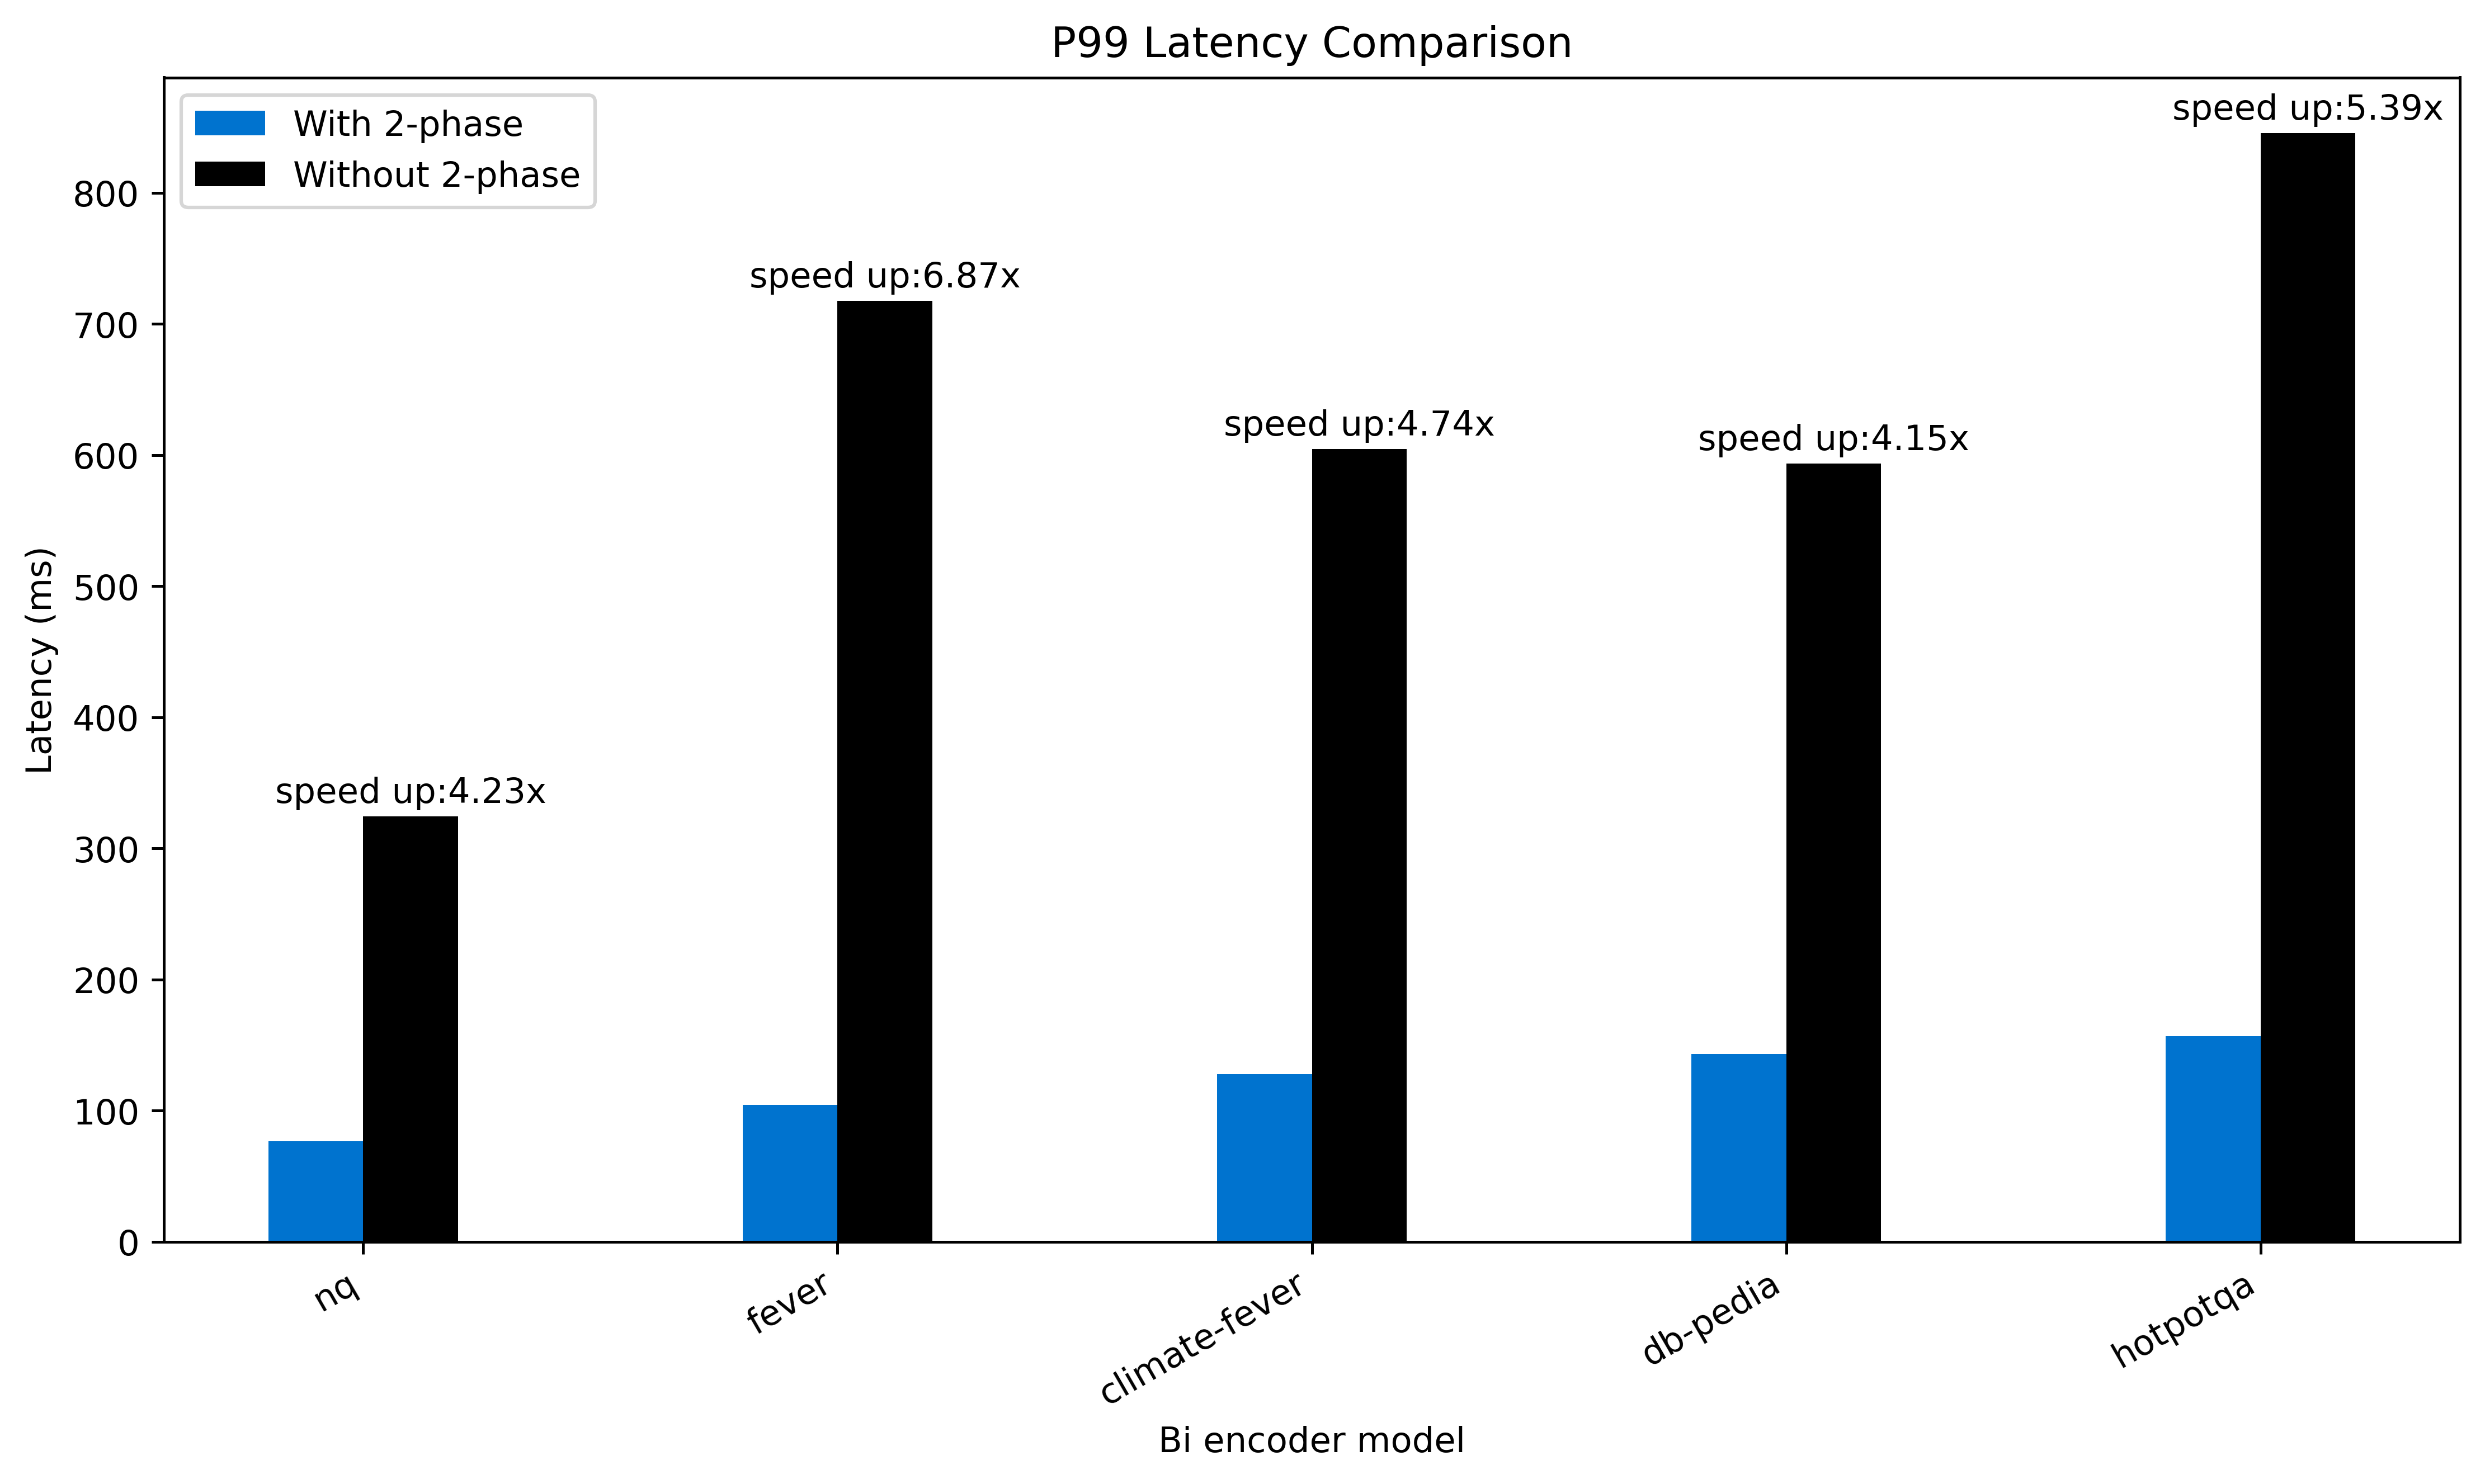 P99 Latency Comparison
With 2-phase
Without 2-phase
speed up:5.39x
speed up:6.87x
speed up:4.74x
speed up:4.15x
speed up:4.23x
Latency (ms)
800
700
600
500
400
300
200
100
0
nq
fever
climate-fever
db-pedia
hotpotqa
Bi encoder model